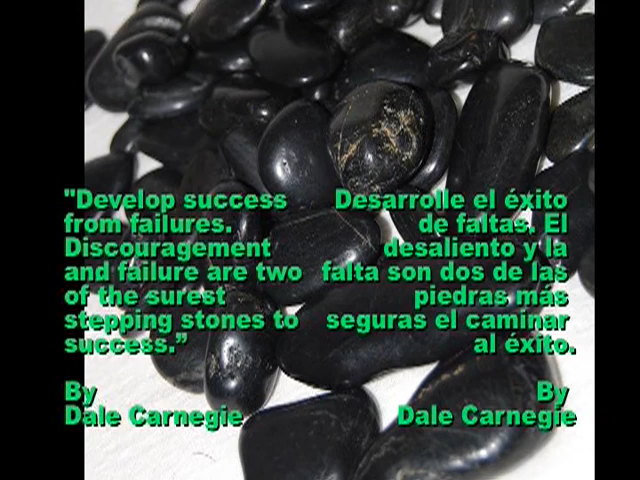 "Develop success
from failures.
Discouragement
and failure are two
of the surest
stepping stones to
success.”
By
Dale Carnegie
Desarrolle el éxito
de faltas. El
desaliento y la
falta son dos de las
piedras más
seguras el caminar
al éxito.
By
Dale Carnegie